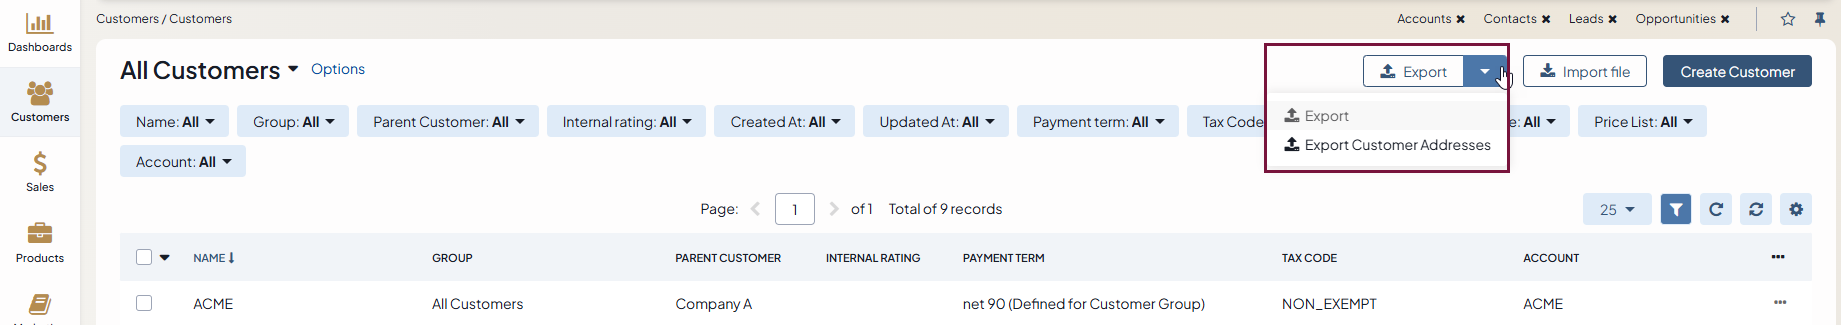 Dashboards
Customers
Sales
Products
Customers / Customers
Accounts ✖ Contacts ✖ Leads ✖ Opportunities ✖
All Customers Options
Export Import file Create Customer
Export
Export Customer Addresses
Name: All Group: All Parent Customer: All Internal rating: All Created At: All Updated At: All Payment term: All Tax Code e: All Price List: All
Account: All
Page: 1 of 1 Total of 9 records 25
NAME GROUP PARENT CUSTOMER INTERNAL RATING PAYMENT TERM TAX CODE ACCOUNT
ACME All Customers Company A net 90 (Defined for Customer Group) NON_EXEMPT ACME